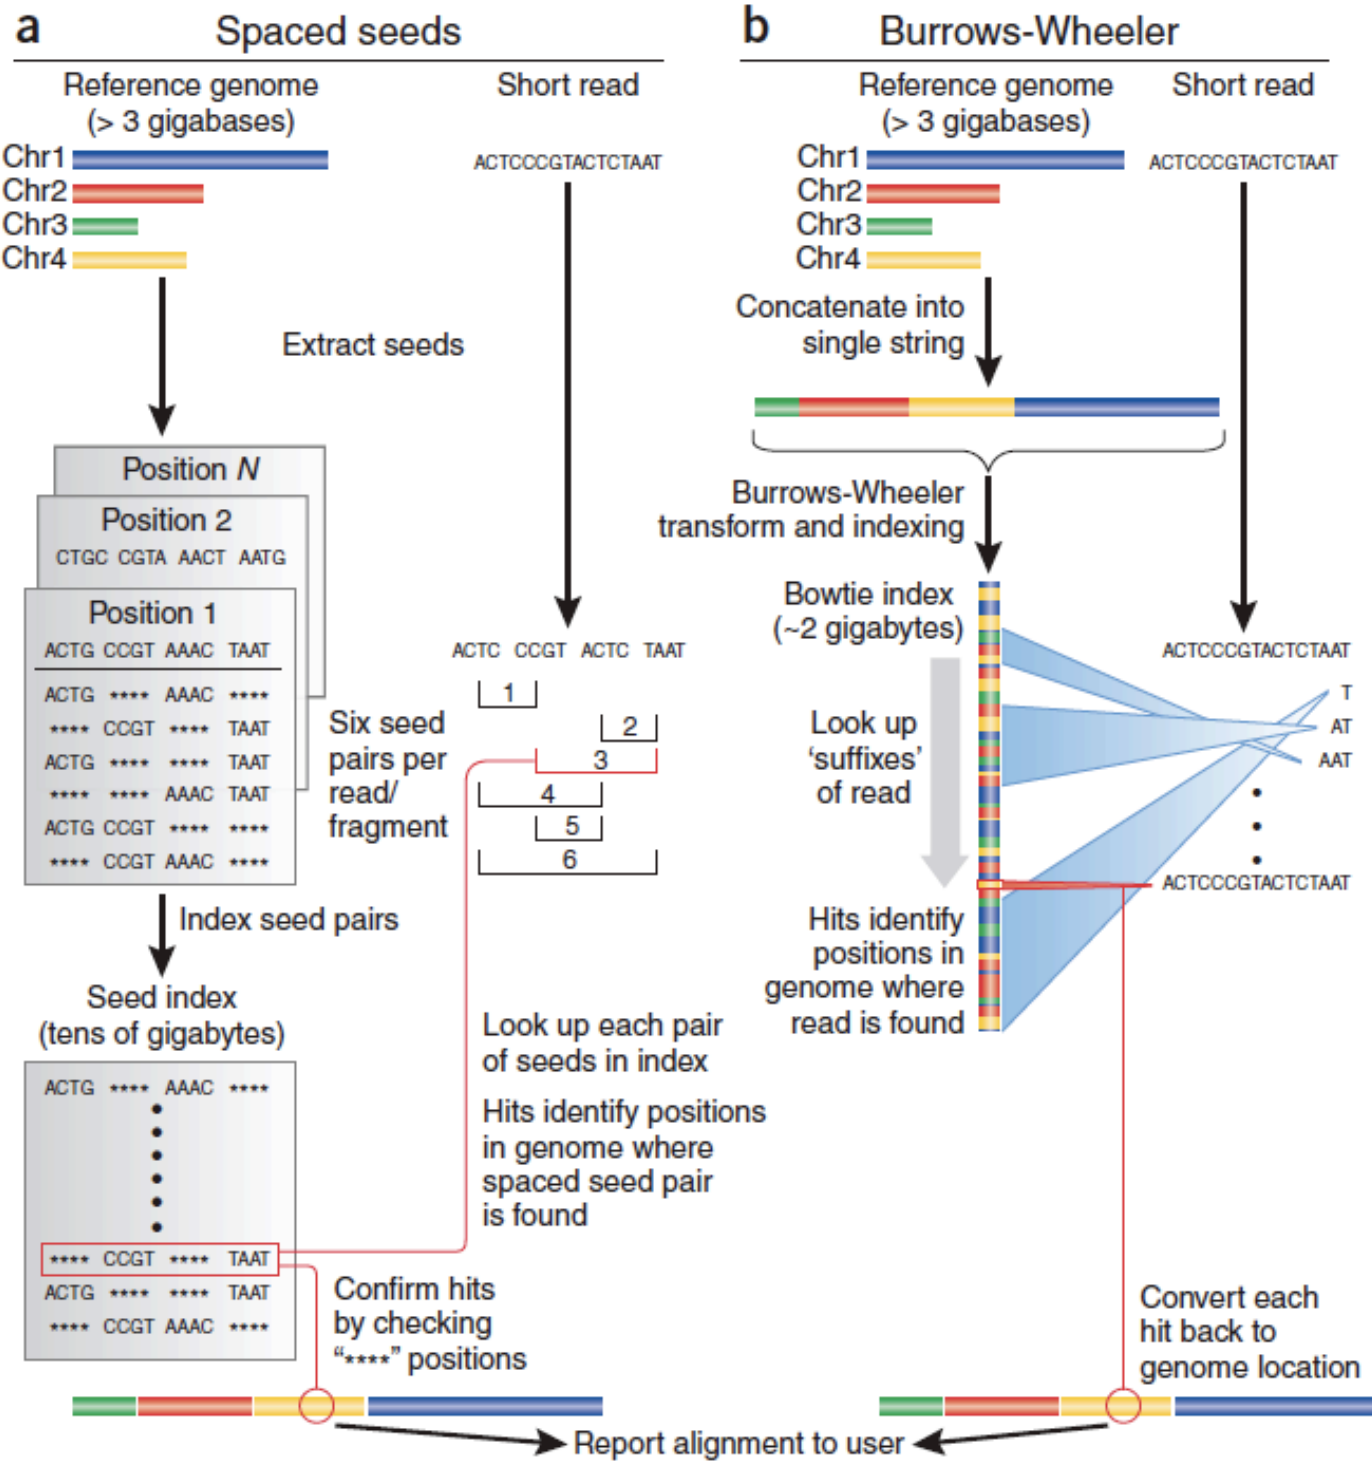 a Spaced seeds
Reference genome
(> 3 gigabases)
Short read
Chr1
Chr2
Chr3
Chr4
ACTCCCGTACTCTAAT
Extract seeds
Position N
Position 2
CTGC CGTA AACT AATG
Position 1
ACTG CCGT AAAC TAAT
ACTG **** AAAC ****
**** CCGT **** TAAT
ACTG **** **** TAAT
**** **** AAAC TAAT
ACTG CCGT **** ****
**** CCGT AAAC ****
Six seed
pairs per
read/
fragment
ACTC CCGT ACTC TAAT
1
2
3
4
5
6
Index seed pairs
Seed index
(tens of gigabytes)
ACTG **** AAAC ****
**** CCGT **** TAAT
ACTG **** **** TAAT
**** CCGT AAAC ****
Look up each pair
of seeds in index
Hits identify positions
in genome where
spaced seed pair
is found
Confirm hits
by checking
"****" positions
b Burrows-Wheeler
Reference genome
(> 3 gigabases)
Short read
Chr1
Chr2
Chr3
Chr4
ACTCCCGTACTCTAAT
Concatenate into
single string
Burrows-Wheeler
transform and indexing
Bowtie index
(~2 gigabytes)
Look up
'suffixes'
of read
ACTCCCGTACTCTAAT
T
AT
AAT
ACTCCCGTACTCTAAT
Hits identify
positions in
genome where
read is found
Convert each
hit back to
genome location
Report alignment to user